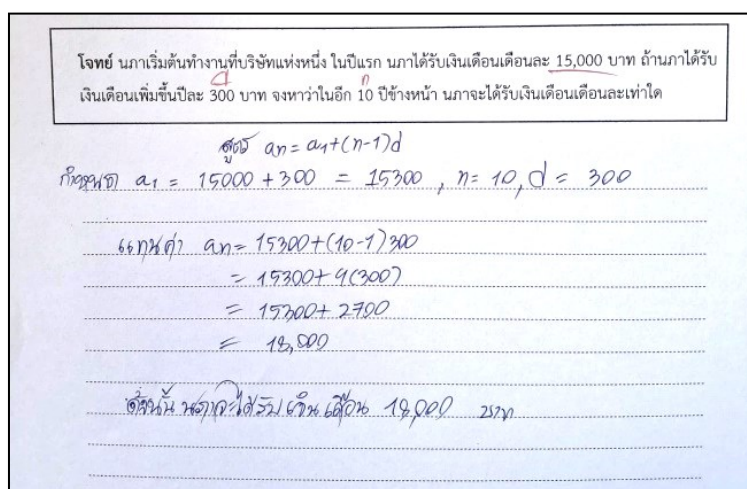 โจทย์ นภาเริ่มต้นทำงานที่บริษัทแห่งหนึ่ง ในปีแรก นภาได้รับเงินเดือนเดือนละ 15,000 บาท ถ้านภาได้รับ
d n
เงินเดือนเพิ่มขึ้นปีละ 300 บาท จงหาว่าในอีก 10 ปีข้างหน้า นภาจะได้รับเงินเดือนเดือนละเท่าใด
สูตร an = a1+(n-1)d
กำหนด a1 = 15000 + 300 = 15300 , n= 10, d = 300
แทนค่า an= 15300+(10-1)300
= 15300+ 9(300)
= 15300+ 2700
= 18,000
ดังนั้น นภาจะได้รับเงินเดือน 18,000 บาท